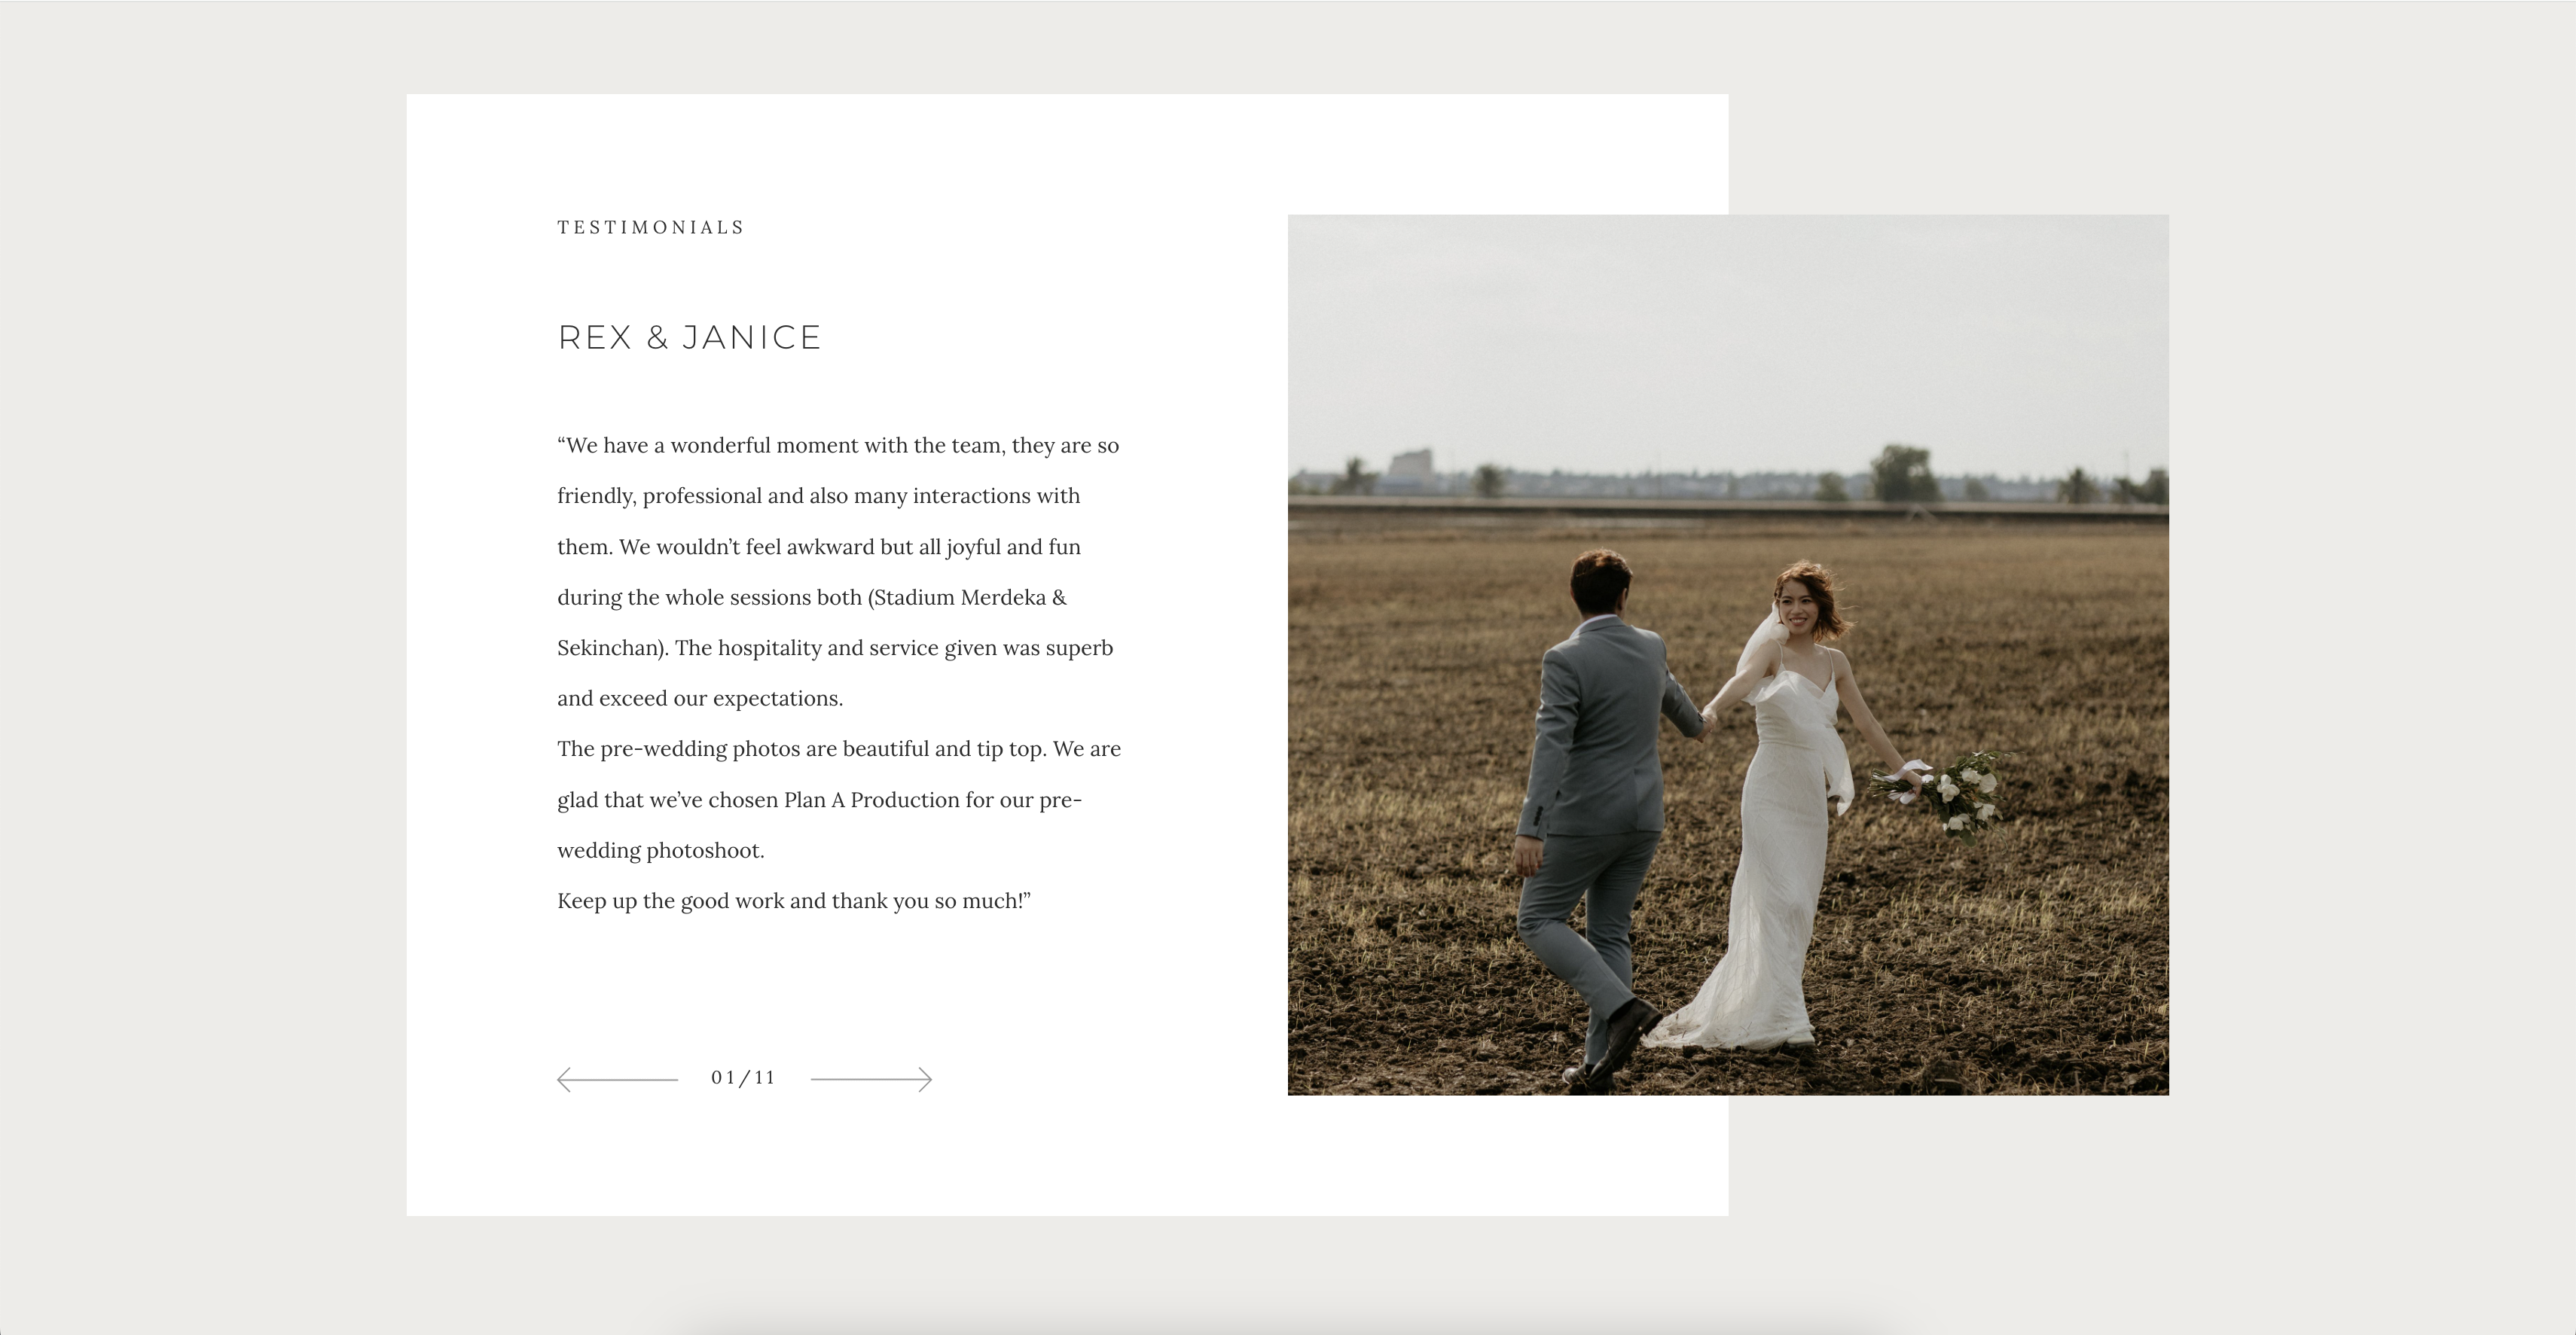 TESTIMONIALS
REX & JANICE
“We have a wonderful moment with the team, they are so
friendly, professional and also many interactions with
them. We wouldn’t feel awkward but all joyful and fun
during the whole sessions both (Stadium Merdeka &
Sekinchan). The hospitality and service given was superb
and exceed our expectations.
The pre-wedding photos are beautiful and tip top. We are
glad that we’ve chosen Plan A Production for our pre-
wedding photoshoot.
Keep up the good work and thank you so much!”
01/11